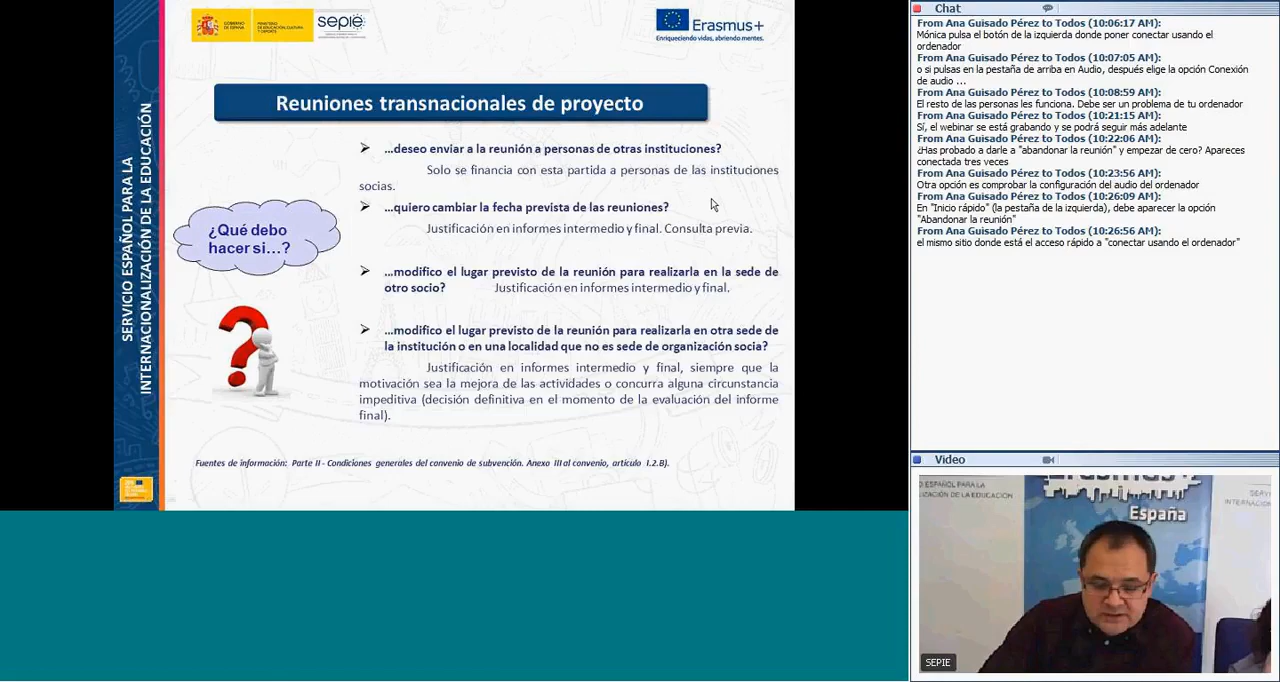 GOBIERNO
DE ESPAÑA
MINISTERIO
DE EDUCACIÓN, CULTURA
Y DEPORTE
sepie
Erasmus+
Enriqueciendo vidas, abriendo mentes.
SERVICIO ESPAÑOL PARA LA
INTERNACIONALIZACIÓN DE LA EDUCACIÓN
Reuniones transnacionales de proyecto
¿Qué debo
hacer si...?
➢ ...deseo enviar a la reunión a personas de otras instituciones?
Solo se financia con esta partida a personas de las instituciones
socias.
➢ ...quiero cambiar la fecha prevista de las reuniones?
Justificación en informes intermedio y final. Consulta previa.
➢ ...modifico el lugar previsto de la reunión para realizarla en la sede de
otro socio? Justificación en informes intermedio y final.
➢ ...modifico el lugar previsto de la reunión para realizarla en otra sede de
la institución o en una localidad que no es sede de organización socia?
Justificación en informes intermedio y final, siempre que la
motivación sea la mejora de las actividades o concurra alguna circunstancia
impeditiva (decisión definitiva en el momento de la evaluación del informe
final).
Fuentes de información: Parte II - Condiciones generales del convenio de subvención. Anexo III al convenio, artículo I.2.B).
Chat
From Ana Guisado Pérez to Todos (10:06:17 AM):
Mónica pulsa el botón de la izquierda donde poner conectar usando el
ordenador
From Ana Guisado Pérez to Todos (10:07:05 AM):
o si pulsas en la pestaña de arriba en Audio, después elige la opción Conexión
de audio ...
From Ana Guisado Pérez to Todos (10:08:59 AM):
El resto de las personas les funciona. Debe ser un problema de tu ordenador
From Ana Guisado Pérez to Todos (10:21:15 AM):
Sí, el webinar se está grabando y se podrá seguir más adelante
From Ana Guisado Pérez to Todos (10:22:06 AM):
¿Has probado a darle a "abandonar la reunión" y empezar de cero? Apareces
conectada tres veces
From Ana Guisado Pérez to Todos (10:23:56 AM):
Otra opción es comprobar la configuración del audio del ordenador
From Ana Guisado Pérez to Todos (10:26:09 AM):
En "Inicio rápido" (la pestaña de la izquierda), debe aparecer la opción
"Abandonar la reunión"
From Ana Guisado Pérez to Todos (10:26:56 AM):
el mismo sitio donde está el acceso rápido a "conectar usando el ordenador"
Video
O ESPAÑOL PARA LA
LIZACIÓN DE LA EDUCACIÓN
Erasmus+
España
INTERNACION
SEPIE